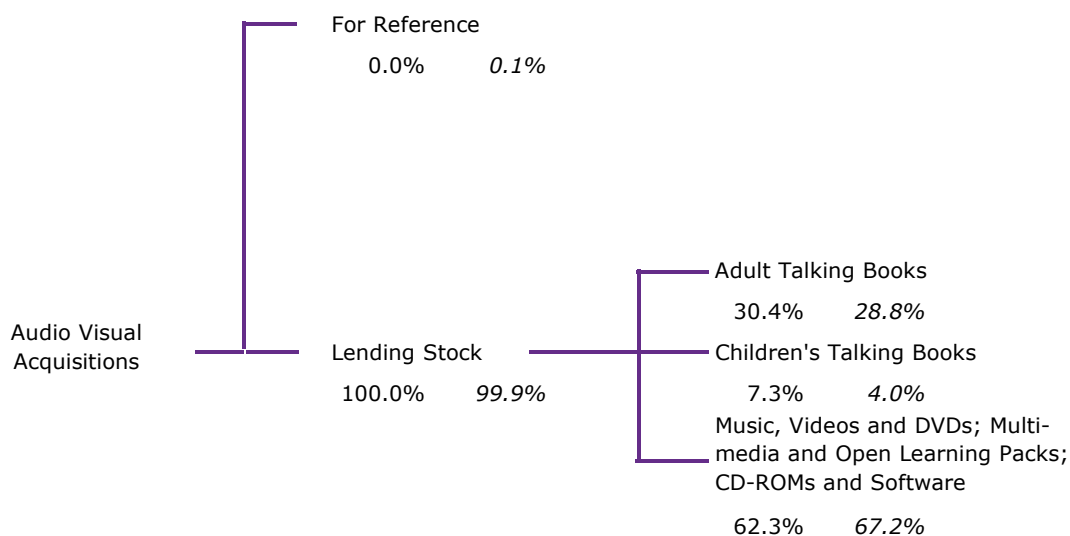 For Reference
0.0% 0.1%
Adult Talking Books
30.4% 28.8%
Audio Visual
Acquisitions
Lending Stock
100.0% 99.9%
Children's Talking Books
7.3% 4.0%
Music, Videos and DVDs; Multi-
media and Open Learning Packs;
CD-ROMs and Software
62.3% 67.2%